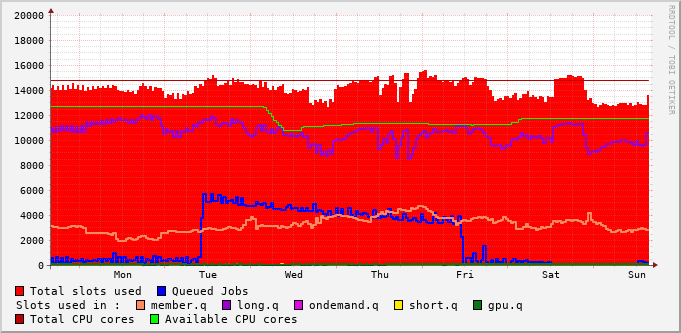 20000
18000
16000
14000
12000
10000
8000
6000
4000
2000
0
Mon Tue Wed Thu Fri Sat Sun
RRDTOOL / TOBI OETIKER
Total slots used Queued Jobs
Slots used in : member.q long.q ondemand.q short.q gpu.q
Total CPU cores Available CPU cores